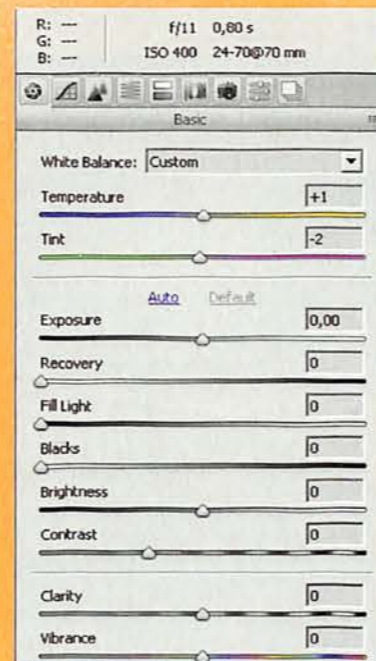 R: ---
G: ---
B: ---
f/11 0,80 s
ISO 400 24-70@70 mm
Basic
White Balance: Custom
Temperature +1
Tint -2
Auto Default
Exposure 0,00
Recovery 0
Fill Light 0
Blacks 0
Brightness 0
Contrast 0
Clarity 0
Vibrance 0